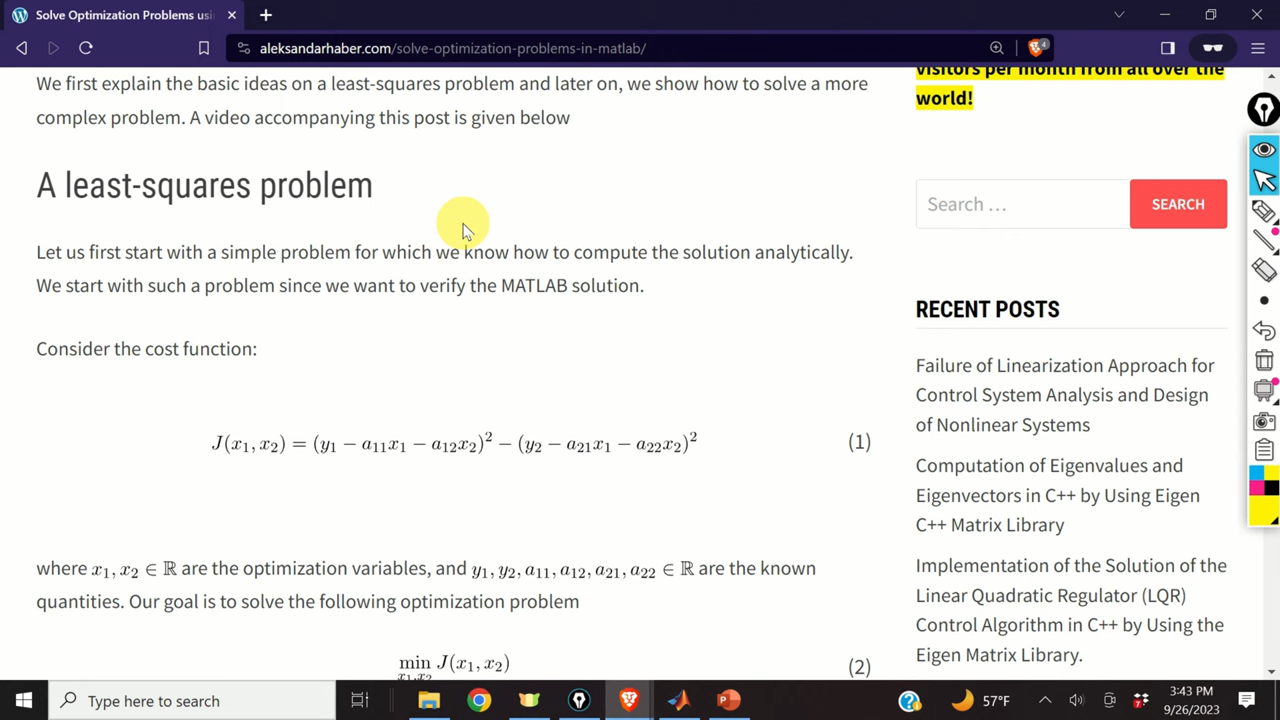 Solve Optimization Problems usi
aleksandarhaber.com/solve-optimization-problems-in-matlab/
4
We first explain the basic ideas on a least-squares problem and later on, we show how to solve a more
complex problem. A video accompanying this post is given below
A least-squares problem
Let us first start with a simple problem for which we know how to compute the solution analytically.
We start with such a problem since we want to verify the MATLAB solution.
Consider the cost function:
J(x₁, x₂) = (y₁ − a₁₁x₁ − a₁₂x₂)² − (y₂ − a₂₁x₁ − a₂₂x₂)² (1)
where x₁, x₂ ∈ ℝ are the optimization variables, and y₁, y₂, a₁₁, a₁₂, a₂₁, a₂₂ ∈ ℝ are the known
quantities. Our goal is to solve the following optimization problem
min J(x₁, x₂) (2)
x₁,x₂
visitors per month from all over the
world!
Search …
SEARCH
RECENT POSTS
Failure of Linearization Approach for
Control System Analysis and Design
of Nonlinear Systems
Computation of Eigenvalues and
Eigenvectors in C++ by Using Eigen
C++ Matrix Library
Implementation of the Solution of the
Linear Quadratic Regulator (LQR)
Control Algorithm in C++ by Using the
Eigen Matrix Library.
Type here to search
57°F
7
3:43 PM
9/26/2023